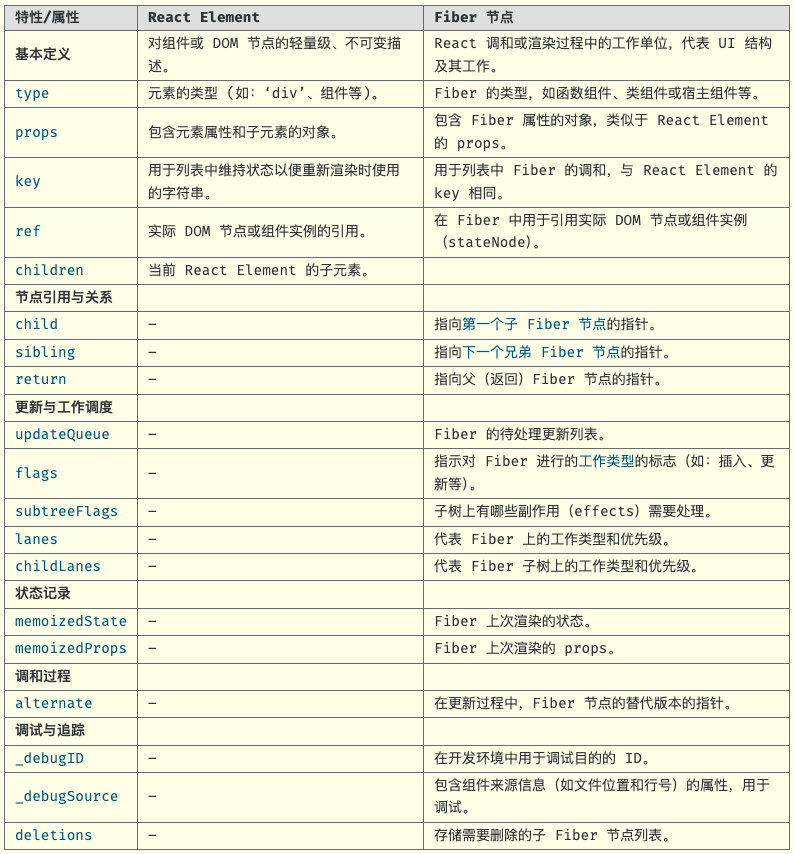 特性/属性 React Element Fiber 节点
基本定义 对组件或 DOM 节点的轻量级、不可变描
述。 React 调和或渲染过程中的工作单位，代表 UI 结构
及其工作。
type 元素的类型（如：‘div’、组件等）。 Fiber 的类型，如函数组件、类组件或宿主组件等。
props 包含元素属性和子元素的对象。 包含 Fiber 属性的对象，类似于 React Element
的 props。
key 用于列表中维持状态以便重新渲染时使用
的字符串。 用于列表中 Fiber 的调和，与 React Element 的
key 相同。
ref 实际 DOM 节点或组件实例的引用。 在 Fiber 中用于引用实际 DOM 节点或组件实例
（stateNode）。
children 当前 React Element 的子元素。
节点引用与关系
child – 指向第一个子 Fiber 节点的指针。
sibling – 指向下一个兄弟 Fiber 节点的指针。
return – 指向父（返回）Fiber 节点的指针。
更新与工作调度
updateQueue – Fiber 的待处理更新列表。
flags – 指示对 Fiber 进行的工作类型的标志（如：插入、更
新等）。
subtreeFlags – 子树上有哪些副作用（effects）需要处理。
lanes – 代表 Fiber 上的工作类型和优先级。
childLanes – 代表 Fiber 子树上的工作类型和优先级。
状态记录
memoizedState – Fiber 上次渲染的状态。
memoizedProps – Fiber 上次渲染的 props。
调和过程
alternate – 在更新过程中，Fiber 节点的替代版本的指针。
调试与追踪
_debugID – 在开发环境中用于调试目的的 ID。
_debugSource – 包含组件来源信息（如文件位置和行号）的属性，用于
调试。
deletions – 存储需要删除的子 Fiber 节点列表。